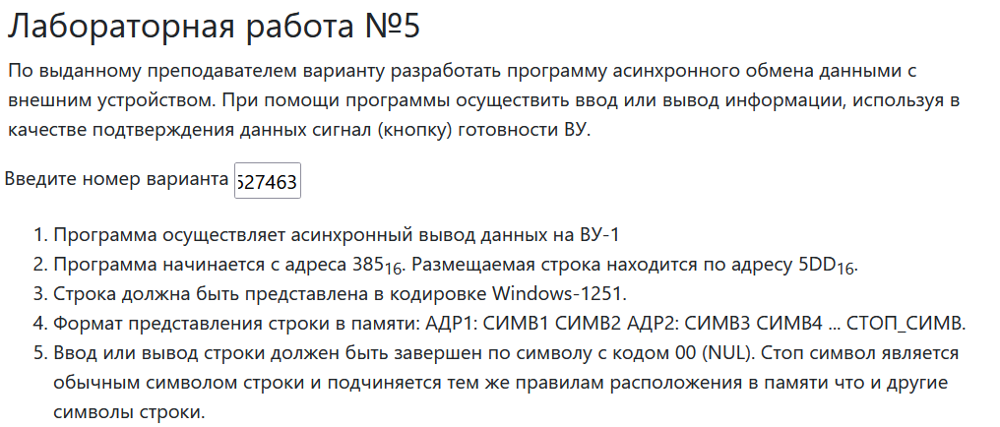 Лабораторная работа №5
По выданному преподавателем варианту разработать программу асинхронного обмена данными с
внешним устройством. При помощи программы осуществить ввод или вывод информации, используя в
качестве подтверждения данных сигнал (кнопку) готовности ВУ.
Введите номер варианта 527463
1. Программа осуществляет асинхронный вывод данных на ВУ-1
2. Программа начинается с адреса 385₁₆. Размещаемая строка находится по адресу 5DD₁₆.
3. Строка должна быть представлена в кодировке Windows-1251.
4. Формат представления строки в памяти: АДР1: СИМВ1 СИМВ2 АДР2: СИМВ3 СИМВ4 ... СТОП_СИМВ.
5. Ввод или вывод строки должен быть завершен по символу с кодом 00 (NUL). Стоп символ является
обычным символом строки и подчиняется тем же правилам расположения в памяти что и другие
символы строки.